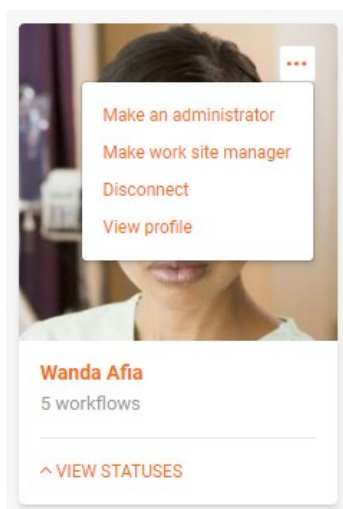 Make an administrator
Make work site manager
Disconnect
View profile
Wanda Afia
5 workflows
VIEW STATUSES